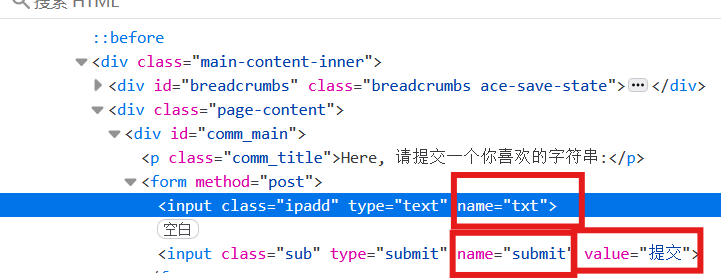 搜索 HTML
::before
<div class="main-content-inner">
<div id="breadcrumbs" class="breadcrumbs ace-save-state">⋯</div>
<div class="page-content">
<div id="comm_main">
<p class="comm_title">Here, 请提交一个你喜欢的字符串:</p>
<form method="post">
<input class="ipadd" type="text" name="txt">
空白
<input class="sub" type="submit" name="submit" value="提交">